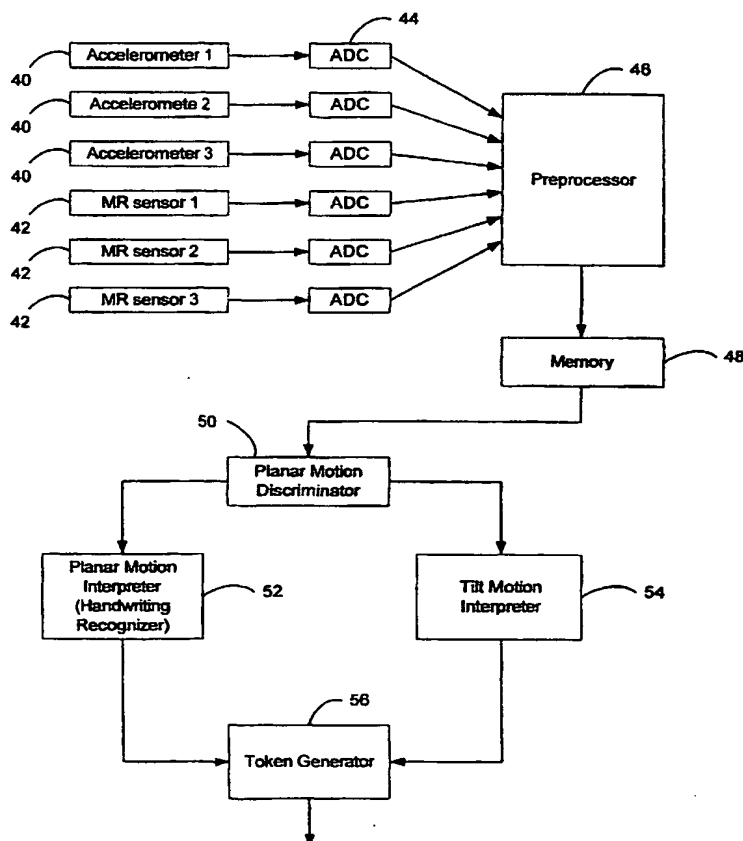 44
40 Accelerometer 1 ADC
46
40 Acceleromete 2 ADC
40 Accelerometer 3 ADC
Preprocessor
42 MR sensor 1 ADC
42 MR sensor 2 ADC
42 MR sensor 3 ADC
Memory 48
50
Planar Motion
Discriminator
Planar Motion
Interpreter
(Handwriting
Recognizer)
52
Tilt Motion
Interpreter
54
56
Token Generator